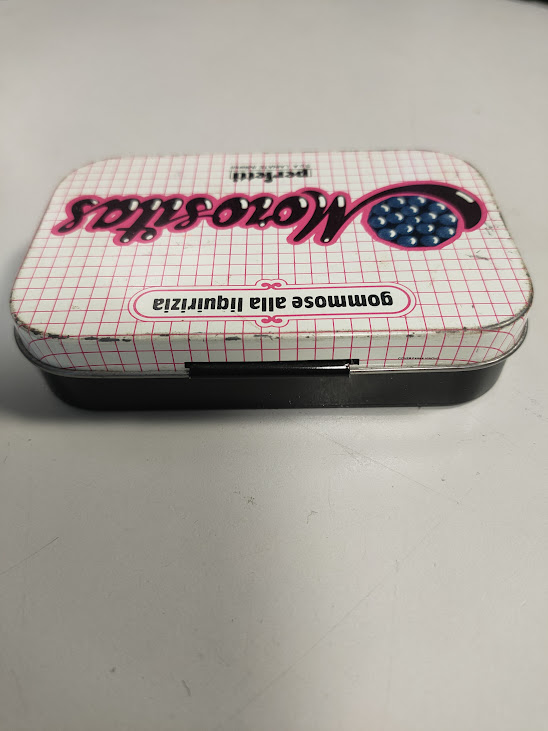 gommose alla liquirizia
Morositas
perfetti